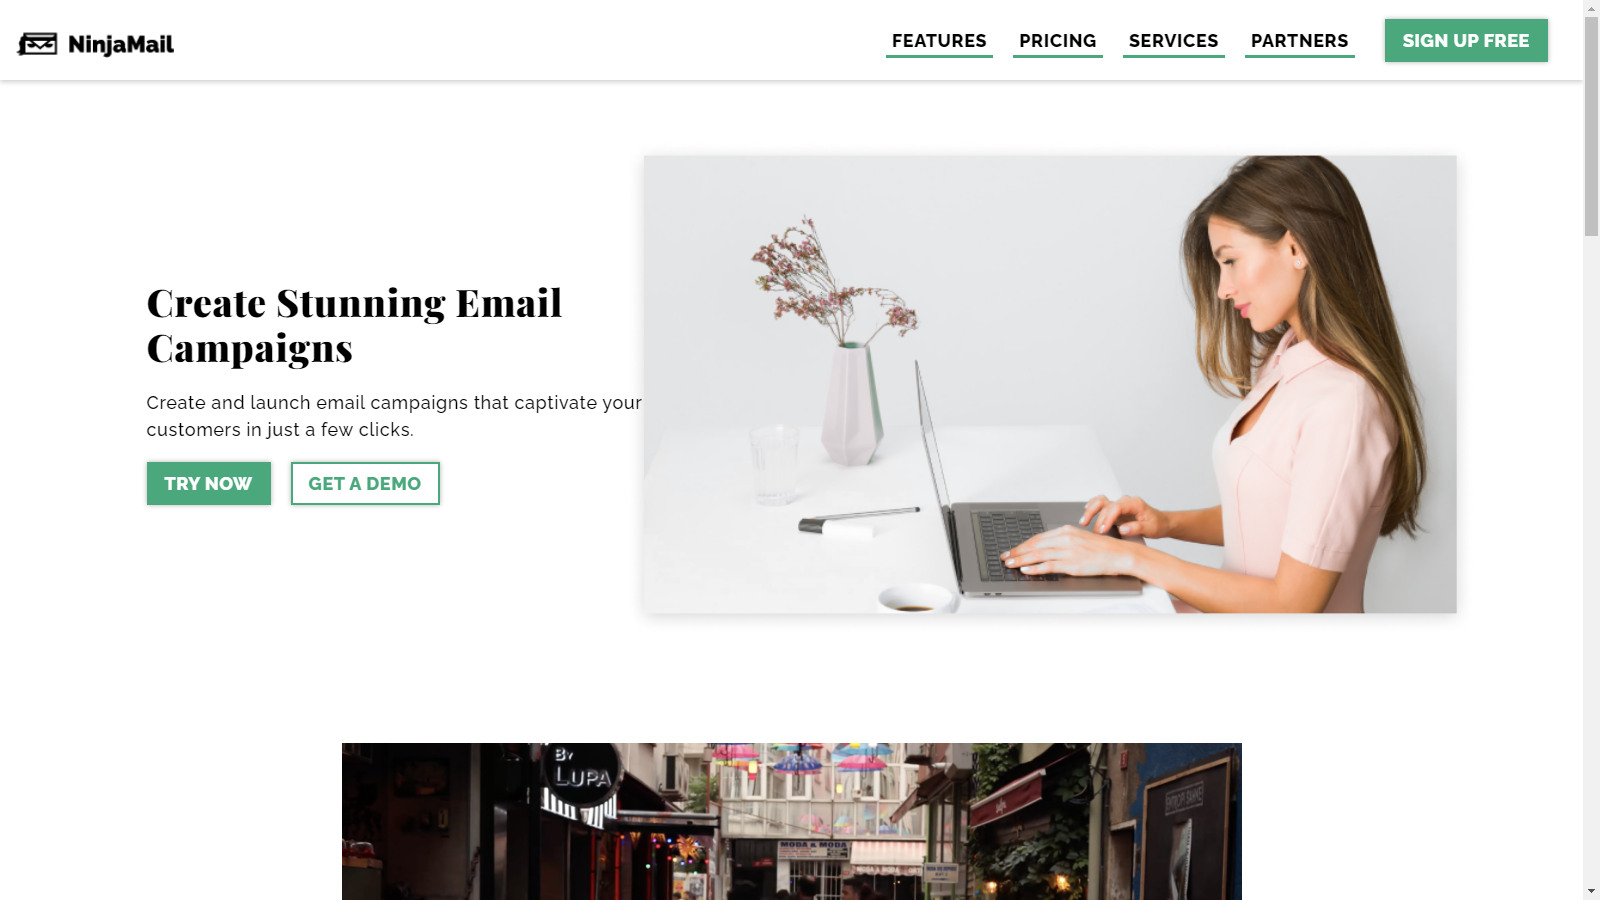 NinjaMail
FEATURES
PRICING
SERVICES
PARTNERS
SIGN UP FREE
Create Stunning Email
Campaigns
Create and launch email campaigns that captivate your
customers in just a few clicks.
TRY NOW
GET A DEMO
BY
LUPA
MODA & MODA